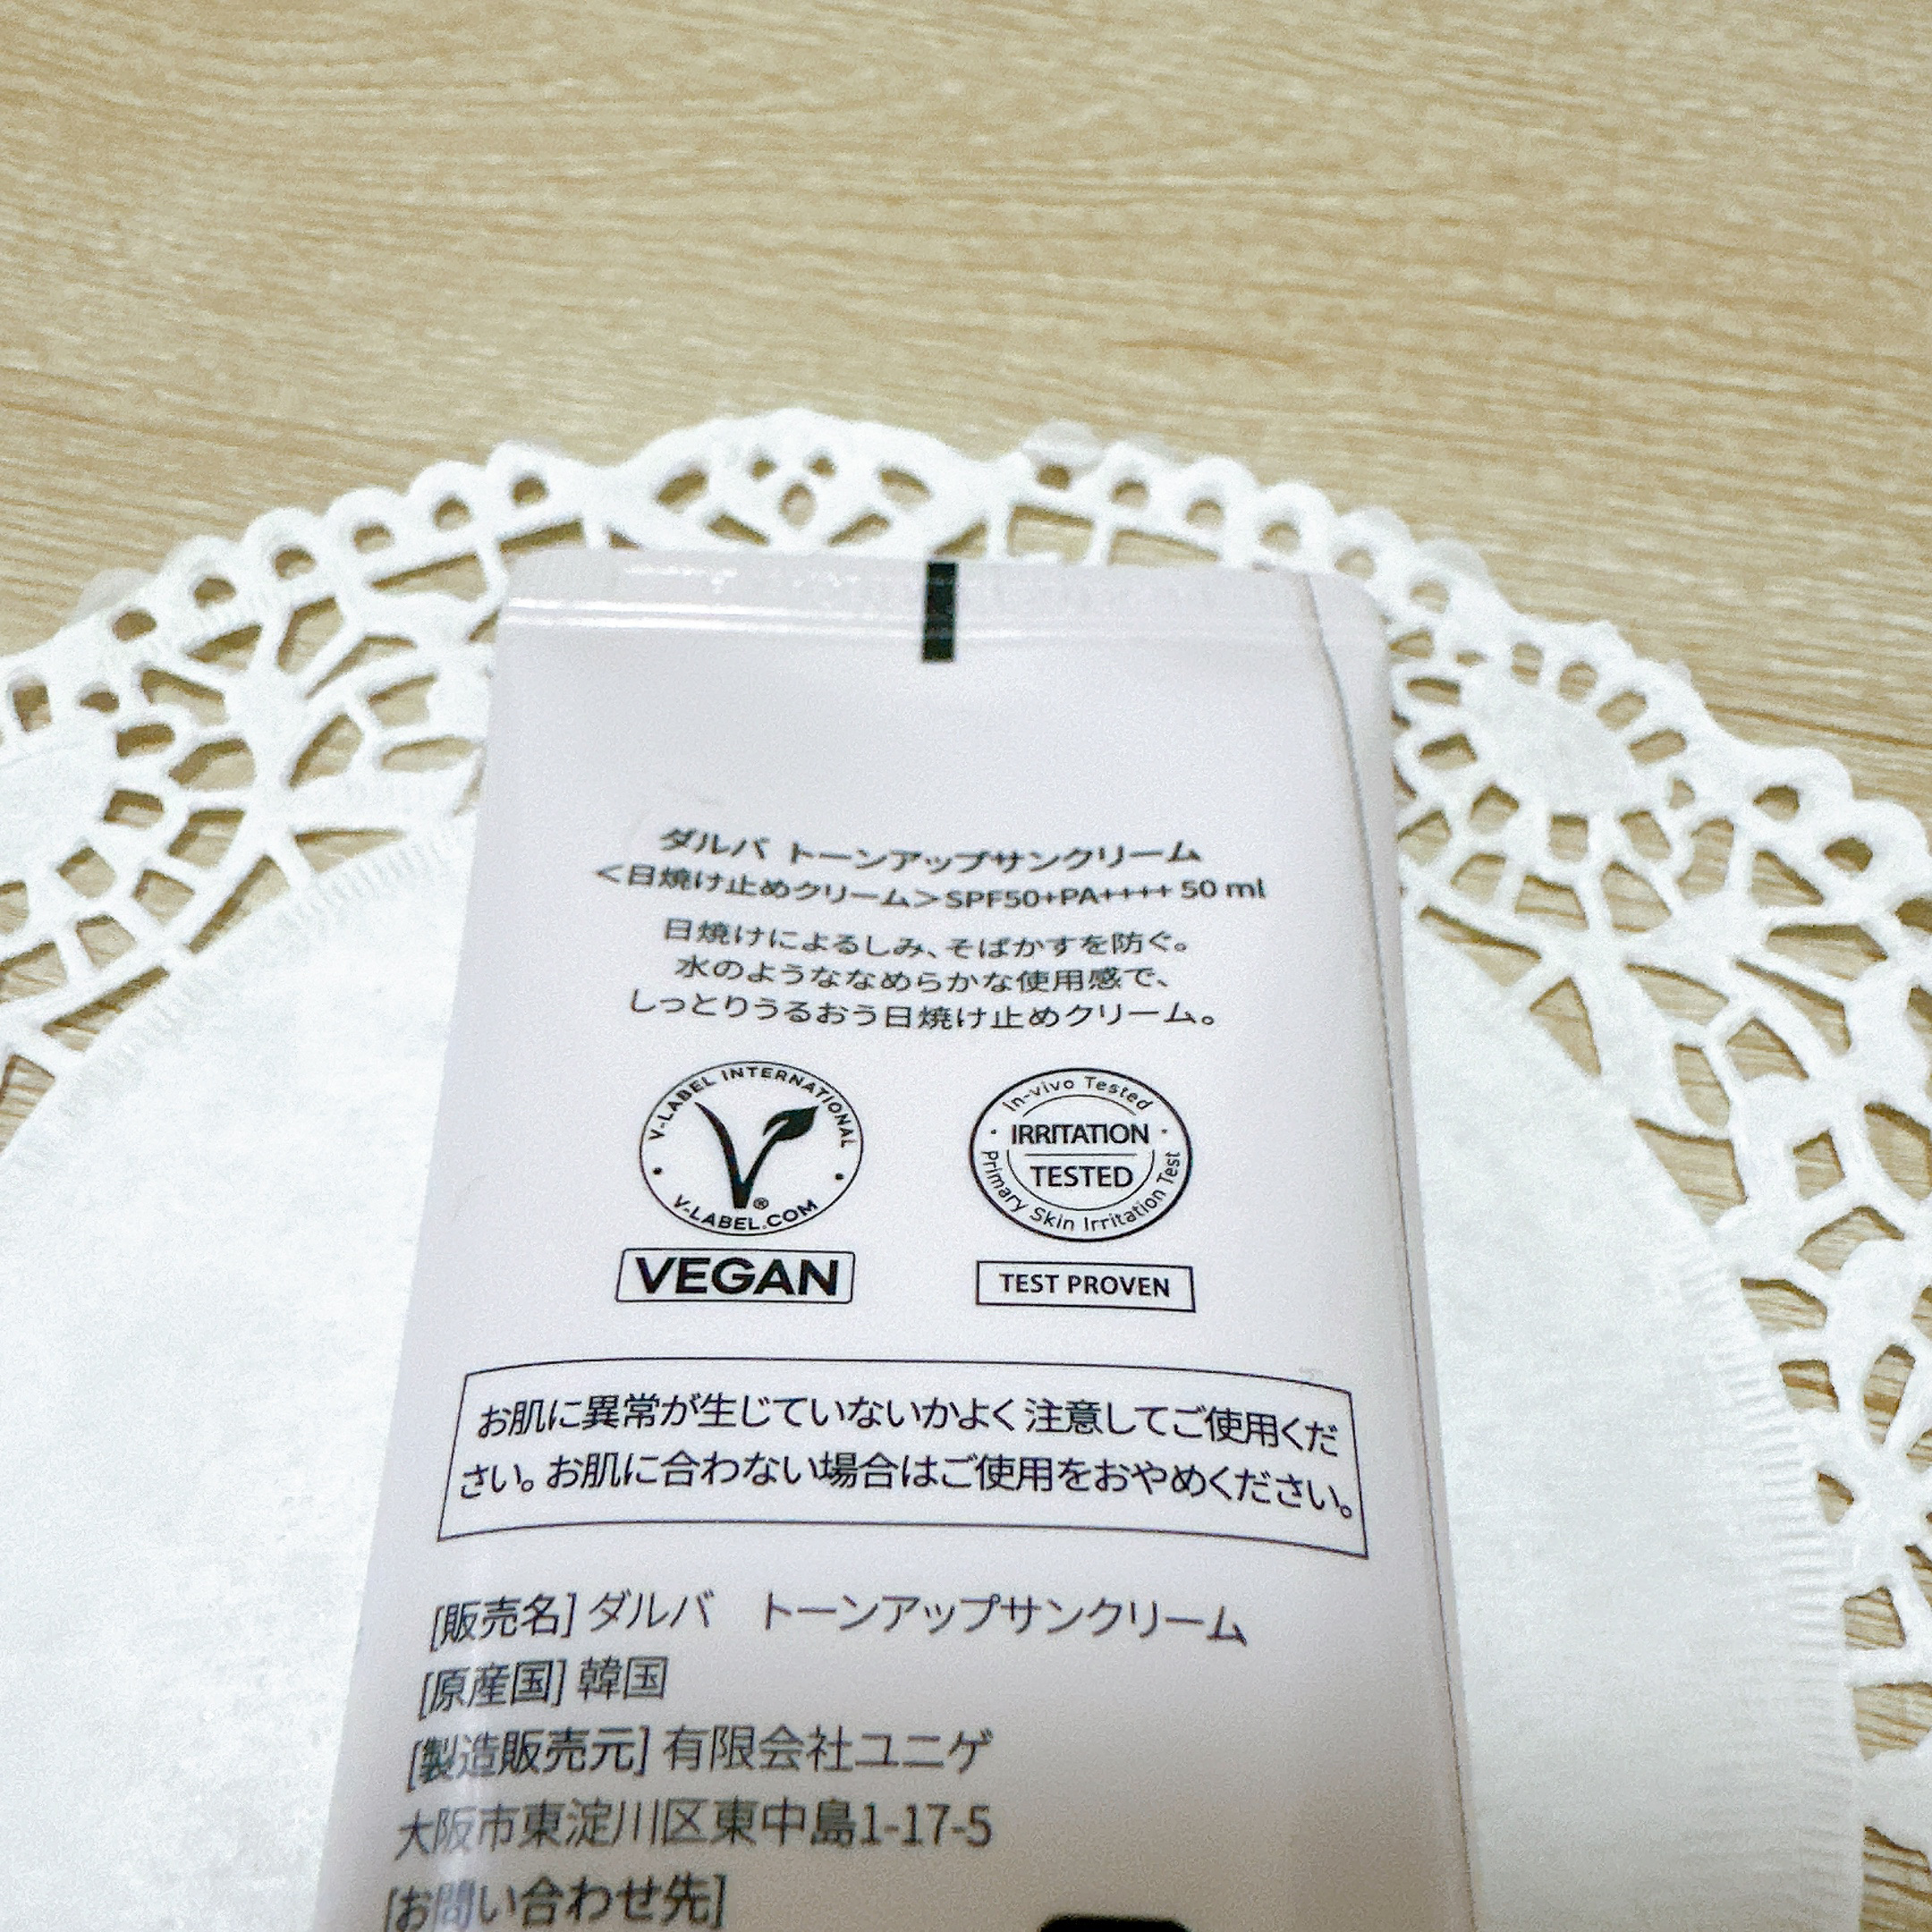 ダルバ トーンアップサンクリーム
＜日焼け止めクリーム＞SPF50+PA++++ 50 ml
日焼けによるしみ、そばかすを防ぐ。
水のようななめらかな使用感で、
しっとりうるおう日焼け止めクリーム。
V-LABEL INTERNATIONAL
V-LABEL.COM
®
VEGAN
In-vivo Tested
IRRITATION
TESTED
Primary Skin Irritation Test
TEST PROVEN
お肌に異常が生じていないかよく注意してご使用くだ
さい。お肌に合わない場合はご使用をおやめください。
[販売名] ダルバ　トーンアップサンクリーム
[原産国] 韓国
[製造販売元] 有限会社ユニゲ
大阪市東淀川区東中島1-17-5
[お問い合わせ先]